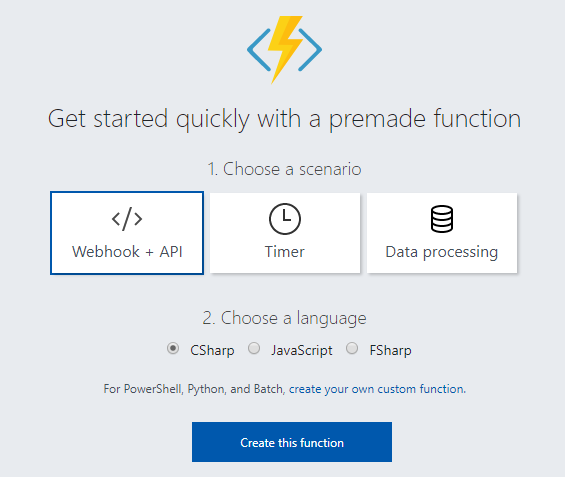 Get started quickly with a premade function
1. Choose a scenario
Webhook + API
Timer
Data processing
2. Choose a language
CSharp JavaScript FSharp
For PowerShell, Python, and Batch, create your own custom function.
Create this function